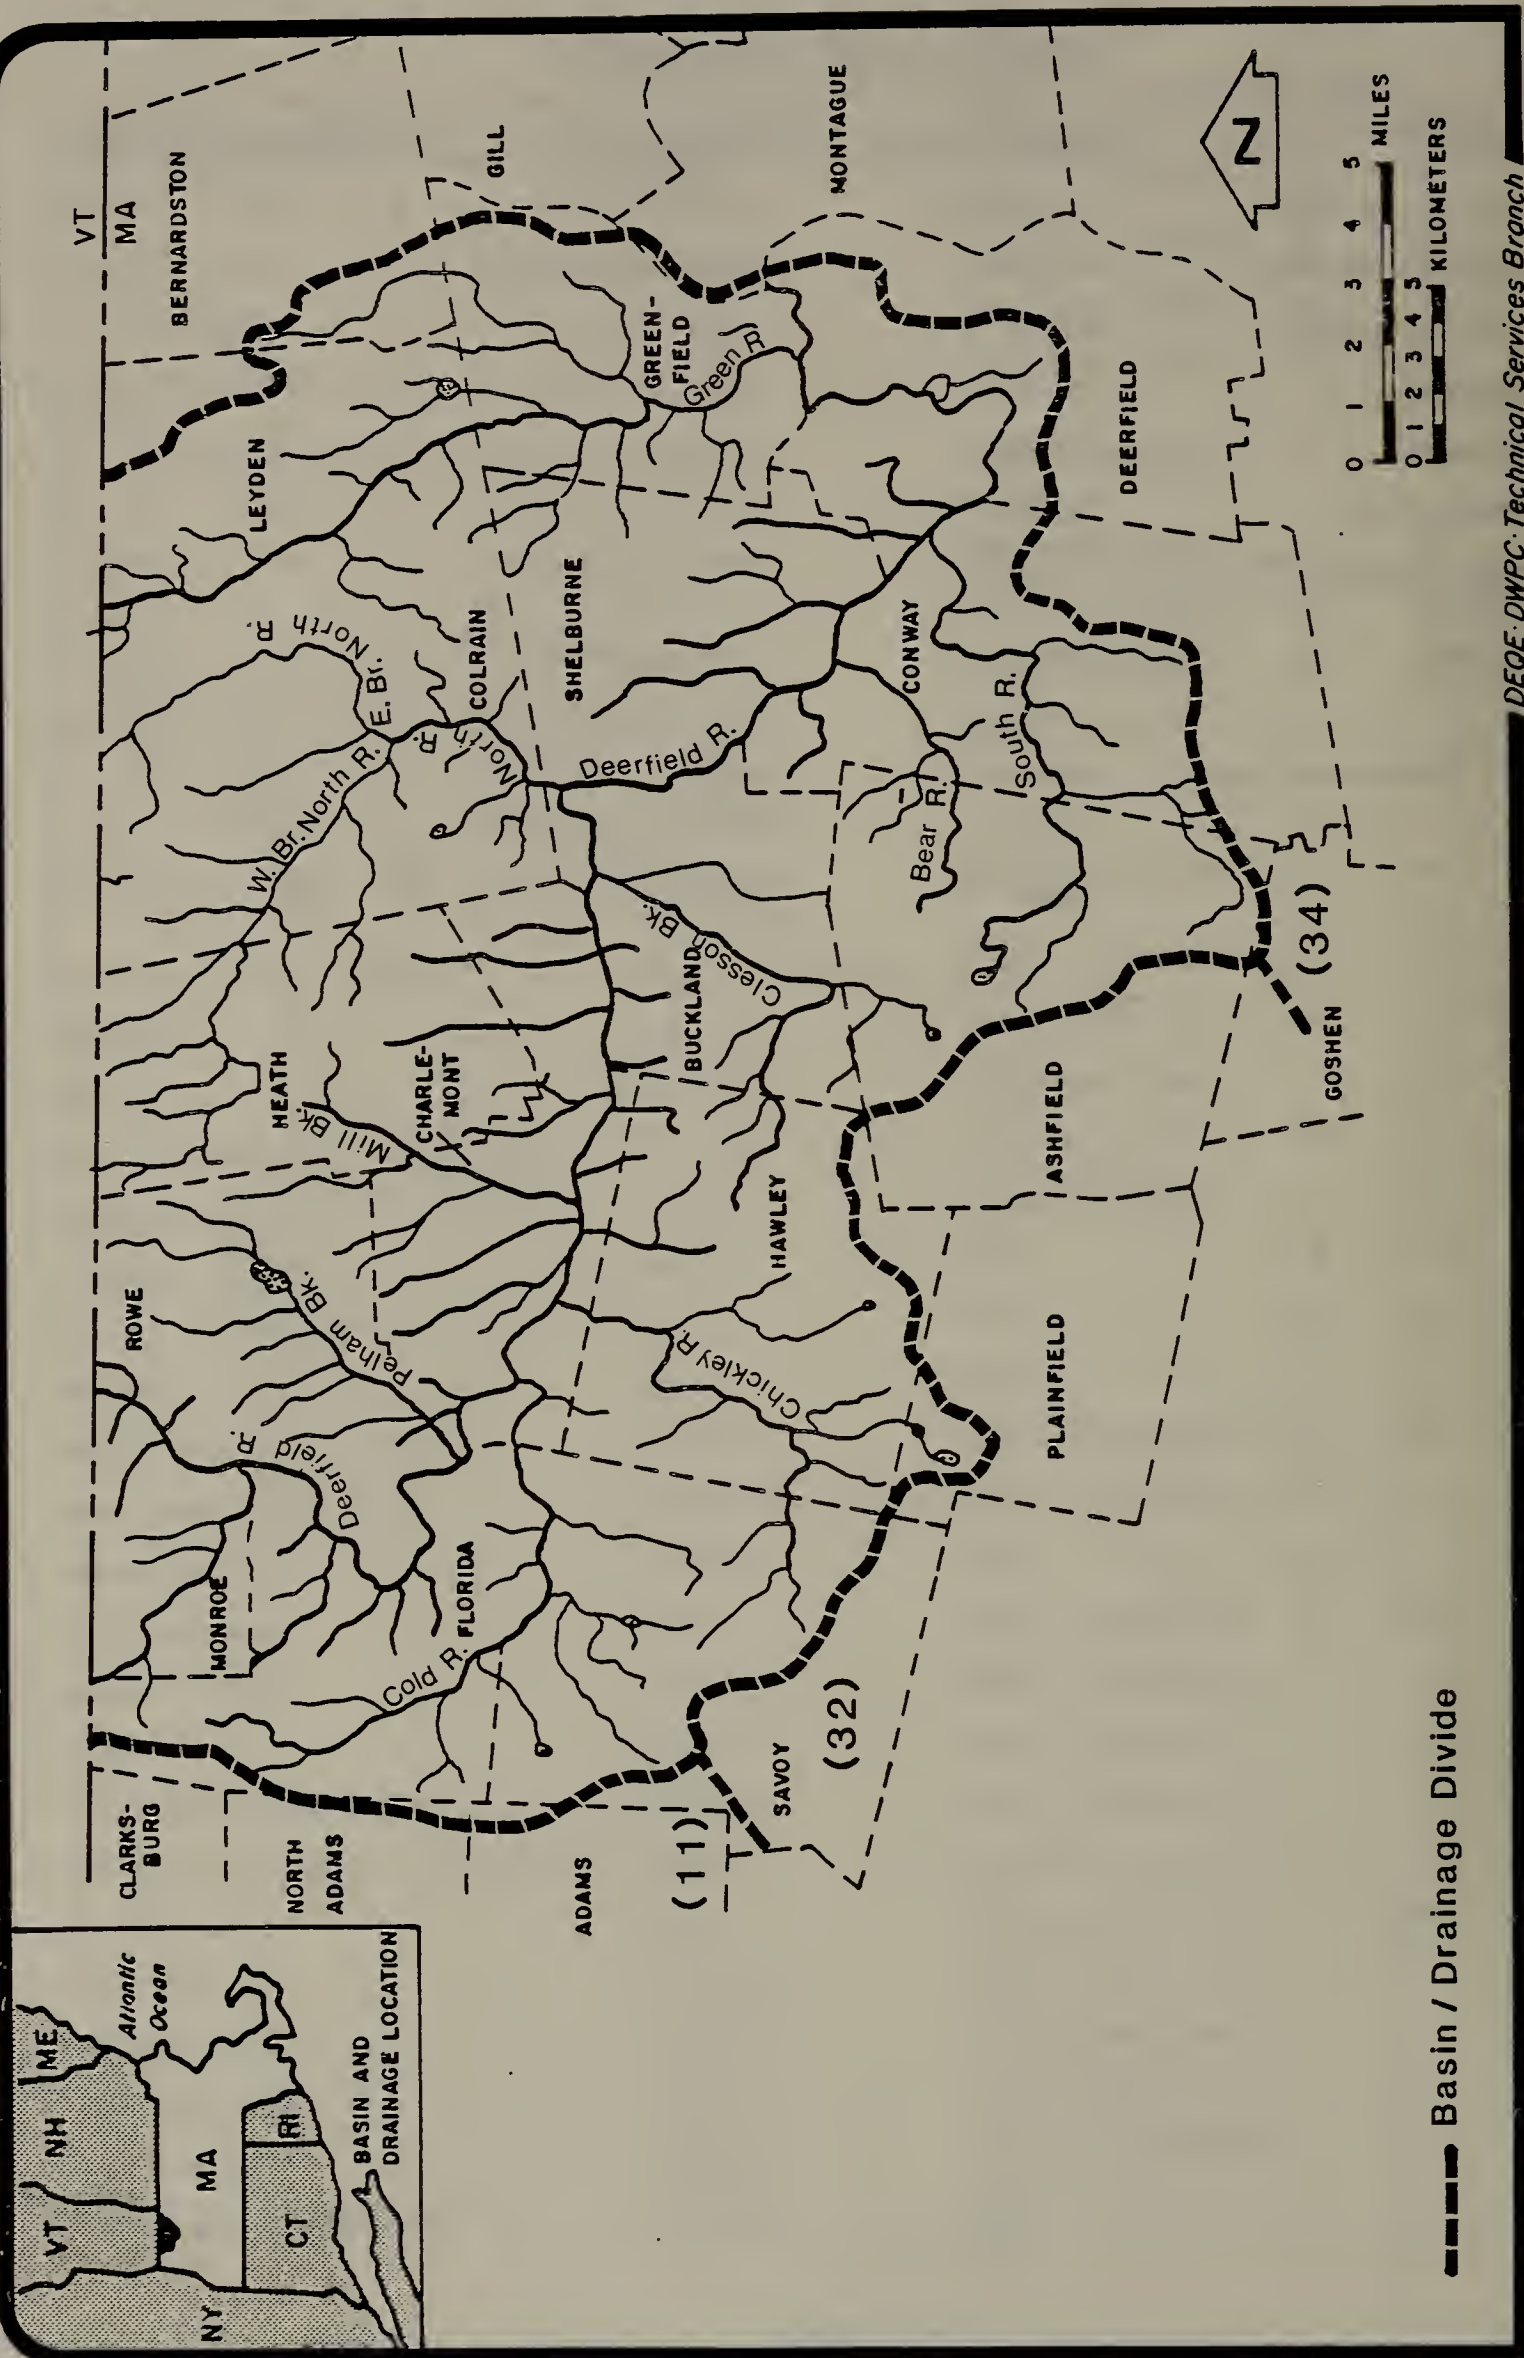 NY
VT
NH
ME
MA
CT
RI
Atlantic
Ocean
BASIN AND
DRAINAGE LOCATION
VT
MA
CLARKS-
BURG
NORTH
ADAMS
ADAMS
(11)
SAVOY
(32)
MONROE
FLORIDA
Cold R.
Deerfield R.
ROWE
Pelham Bk.
HEATH
Mill Bk.
CHARLE-
MONT
Chickley R.
HAWLEY
PLAINFIELD
ASHFIELD
GOSHEN
(34)
BUCKLAND
Clesson Bk.
W. Br. North R.
E. Br.
North R.
North R.
COLRAIN
SHELBURNE
Deerfield R.
Bear R.
South R.
CONWAY
LEYDEN
BERNARDSTON
GILL
GREEN-
FIELD
Green R
MONTAGUE
DEERFIELD
N
0 1 2 3 4 5
MILES
0 1 2 3 4 5
KILOMETERS
Basin / Drainage Divide
DEQE·DWPC·Technical Services Branch